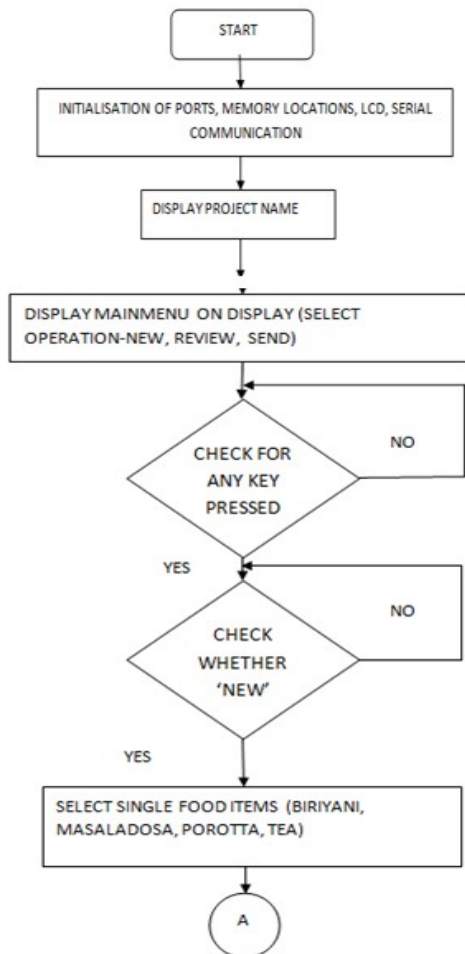 START
INITIALISATION OF PORTS, MEMORY LOCATIONS, LCD, SERIAL
COMMUNICATION
DISPLAY PROJECT NAME
DISPLAY MAINMENU ON DISPLAY (SELECT
OPERATION-NEW, REVIEW, SEND)
CHECK FOR
ANY KEY
PRESSED
NO
YES
CHECK
WHETHER
‘NEW’
NO
YES
SELECT SINGLE FOOD ITEMS (BIRIYANI,
MASALADOSA, POROTTA, TEA)
A